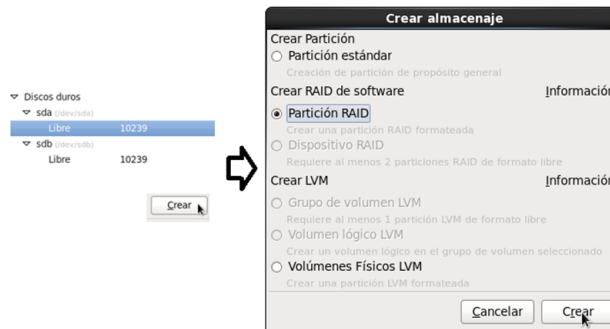 Discos duros
sda (/dev/sda)
Libre 10239
sdb (/dev/sdb)
Libre 10239
Crear
Crear almacenaje
Crear Partición
Partición estándar
Creación de partición de propósito general
Crear RAID de software Información
Partición RAID
Crear una partición RAID formateada
Dispositivo RAID
Requiere al menos 2 particiones RAID de formato libre
Crear LVM Información
Grupo de volumen LVM
Requiere al menos 1 partición LVM de formato libre
Volumen lógico LVM
Crear un volumen lógico en el grupo de volumen seleccionado
Volúmenes Físicos LVM
Crear una partición LVM formateada
Cancelar Crear